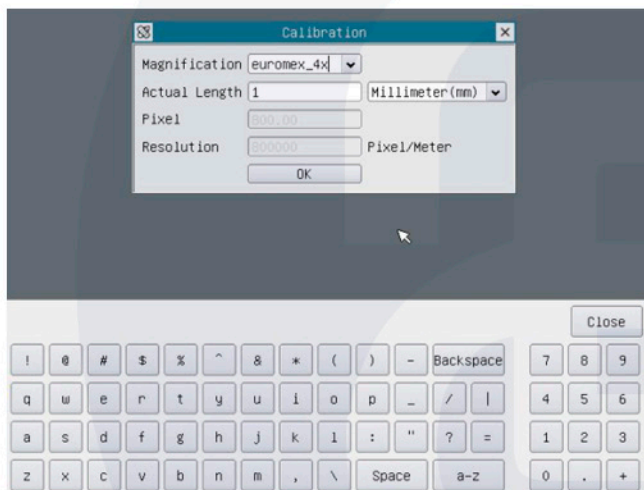 Calibration
Magnification euromex_4x
Actual Length 1 Millimeter(mm)
Pixel 800.00
Resolution 800000 Pixel/Meter
OK
Close
! @ # $ % ^ & * ( ) - Backspace 7 8 9
q w e r t y u i o p _ / | 4 5 6
a s d f g h j k l : " ? = 1 2 3
z x c v b n m , \ Space a-z 0 . +